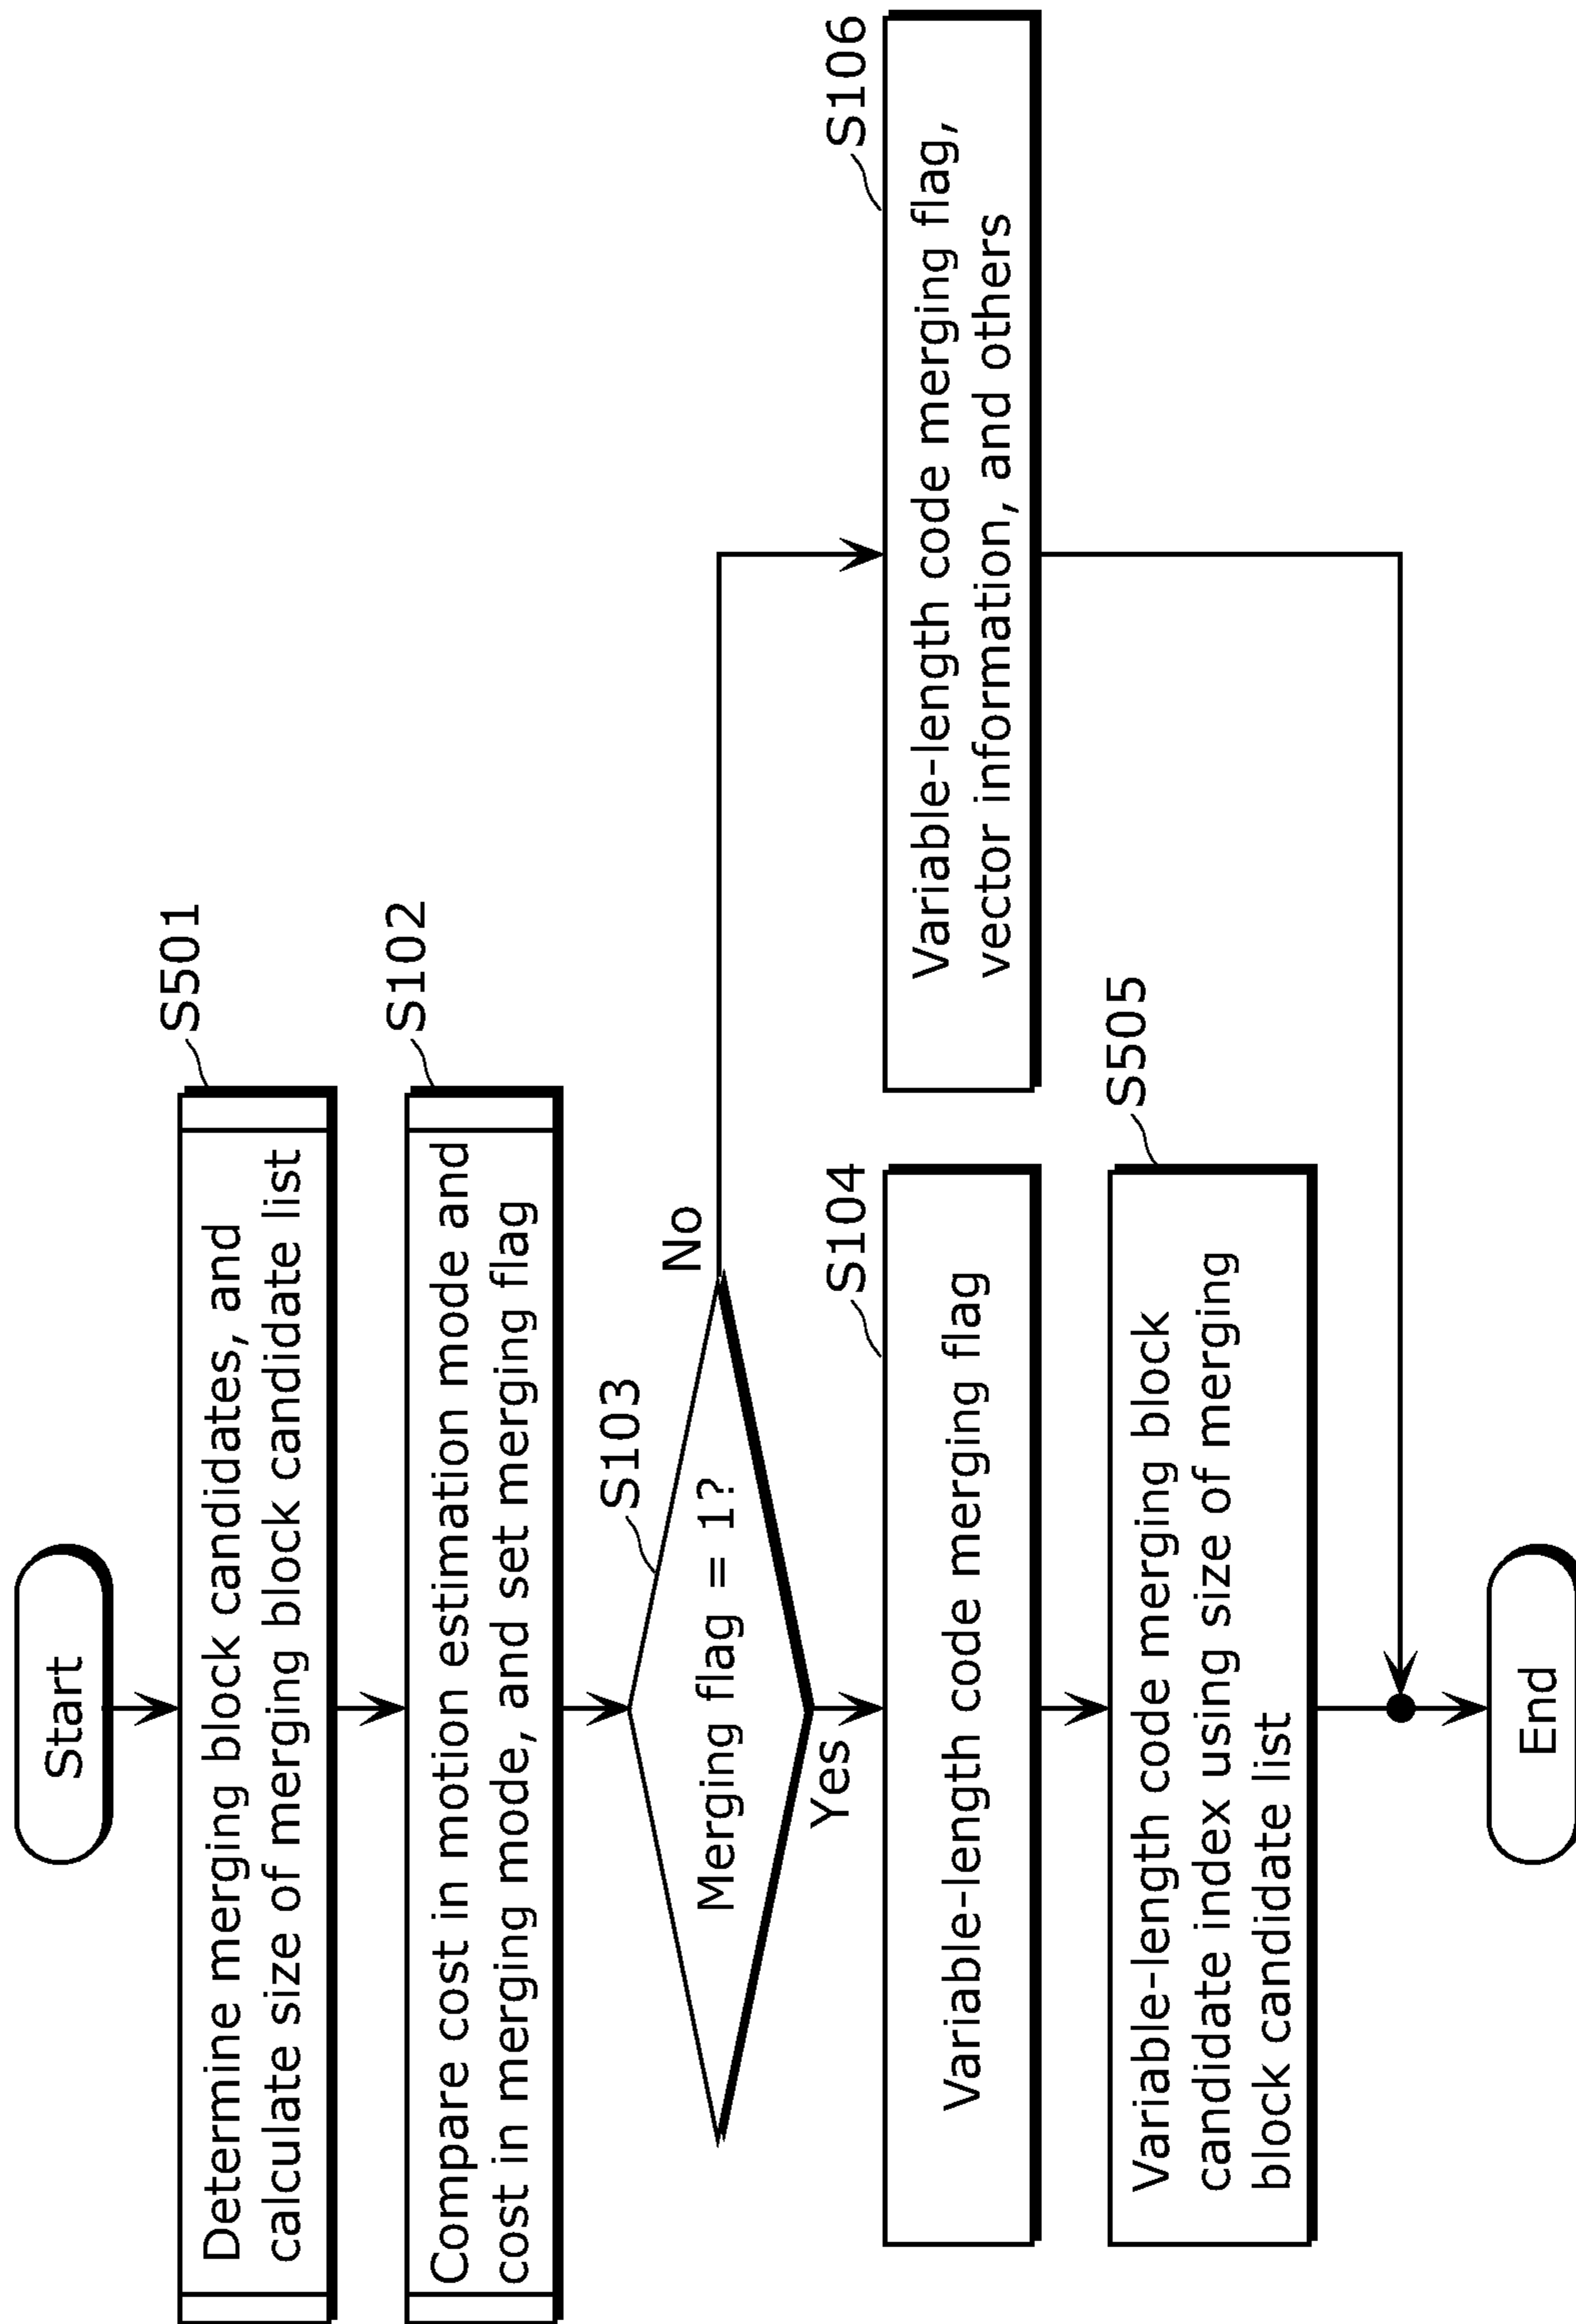 Start
S501
Determine merging block candidates, and
calculate size of merging block candidate list
S102
Compare cost in motion estimation mode and
cost in merging mode, and set merging flag
S103
Merging flag = 1?
No
Yes
S104
Variable-length code merging flag
S106
Variable-length code merging flag,
vector information, and others
S505
Variable-length code merging block
candidate index using size of merging
block candidate list
End